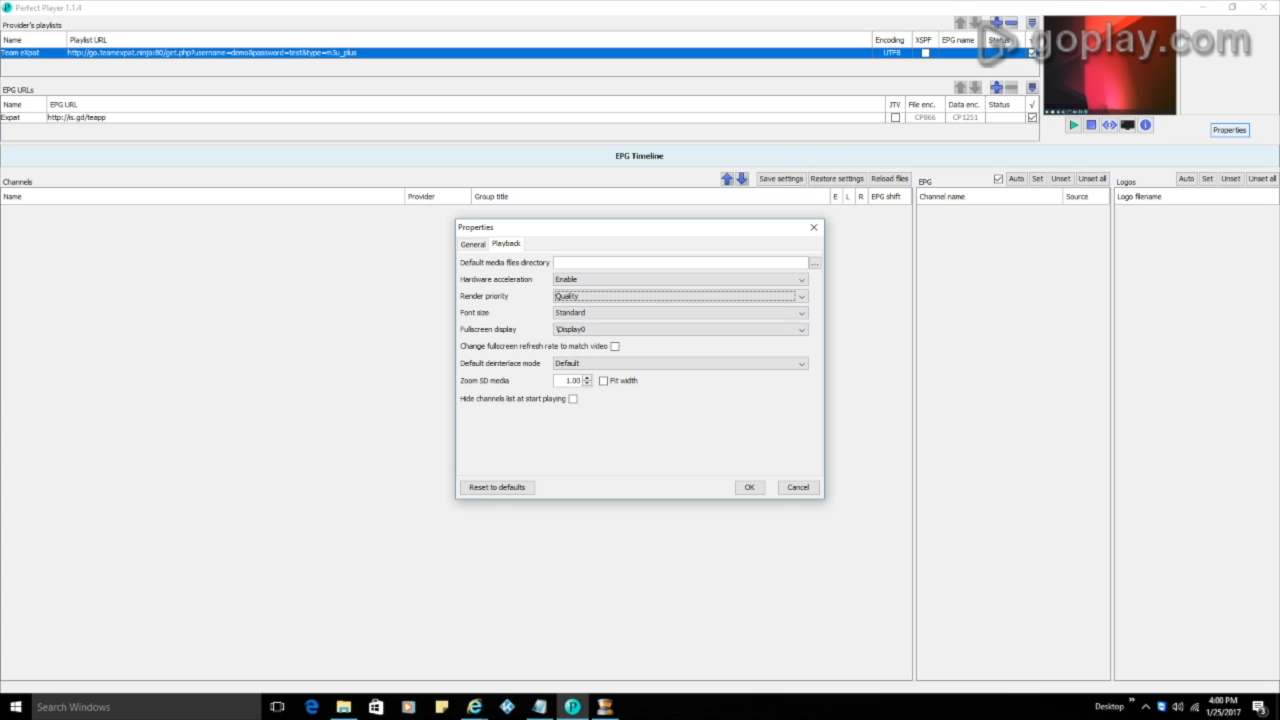 Perfect Player 1.1.4
Provider's playlists
Name Playlist URL Encoding XSPF EPG name Status √
Team eXpat http://go.teamexpat.ninja:80/get.php?username=demo&password=test&type=m3u_plus UTF8
goplay.com
EPG URLs
Name EPG URL JTV File enc. Data enc. Status √
Expat http://is.gd/teapp CP866 CP1251
Properties
EPG Timeline
Channels Save settings Restore settings Reload files EPG Auto Set Unset Unset all Logos Auto Set Unset Unset all
Name Provider Group title E L R EPG shift Channel name Source Logo filename
Properties
General Playback
Default media files directory ...
Hardware acceleration Enable
Render priority Quality
Font size Standard
Fullscreen display \Display0
Change fullscreen refresh rate to match video
Default deinterlace mode Default
Zoom SD media 1.00 Fit width
Hide channels list at start playing
Reset to defaults OK Cancel
Search Windows Desktop 4:00 PM
1/25/2017 3